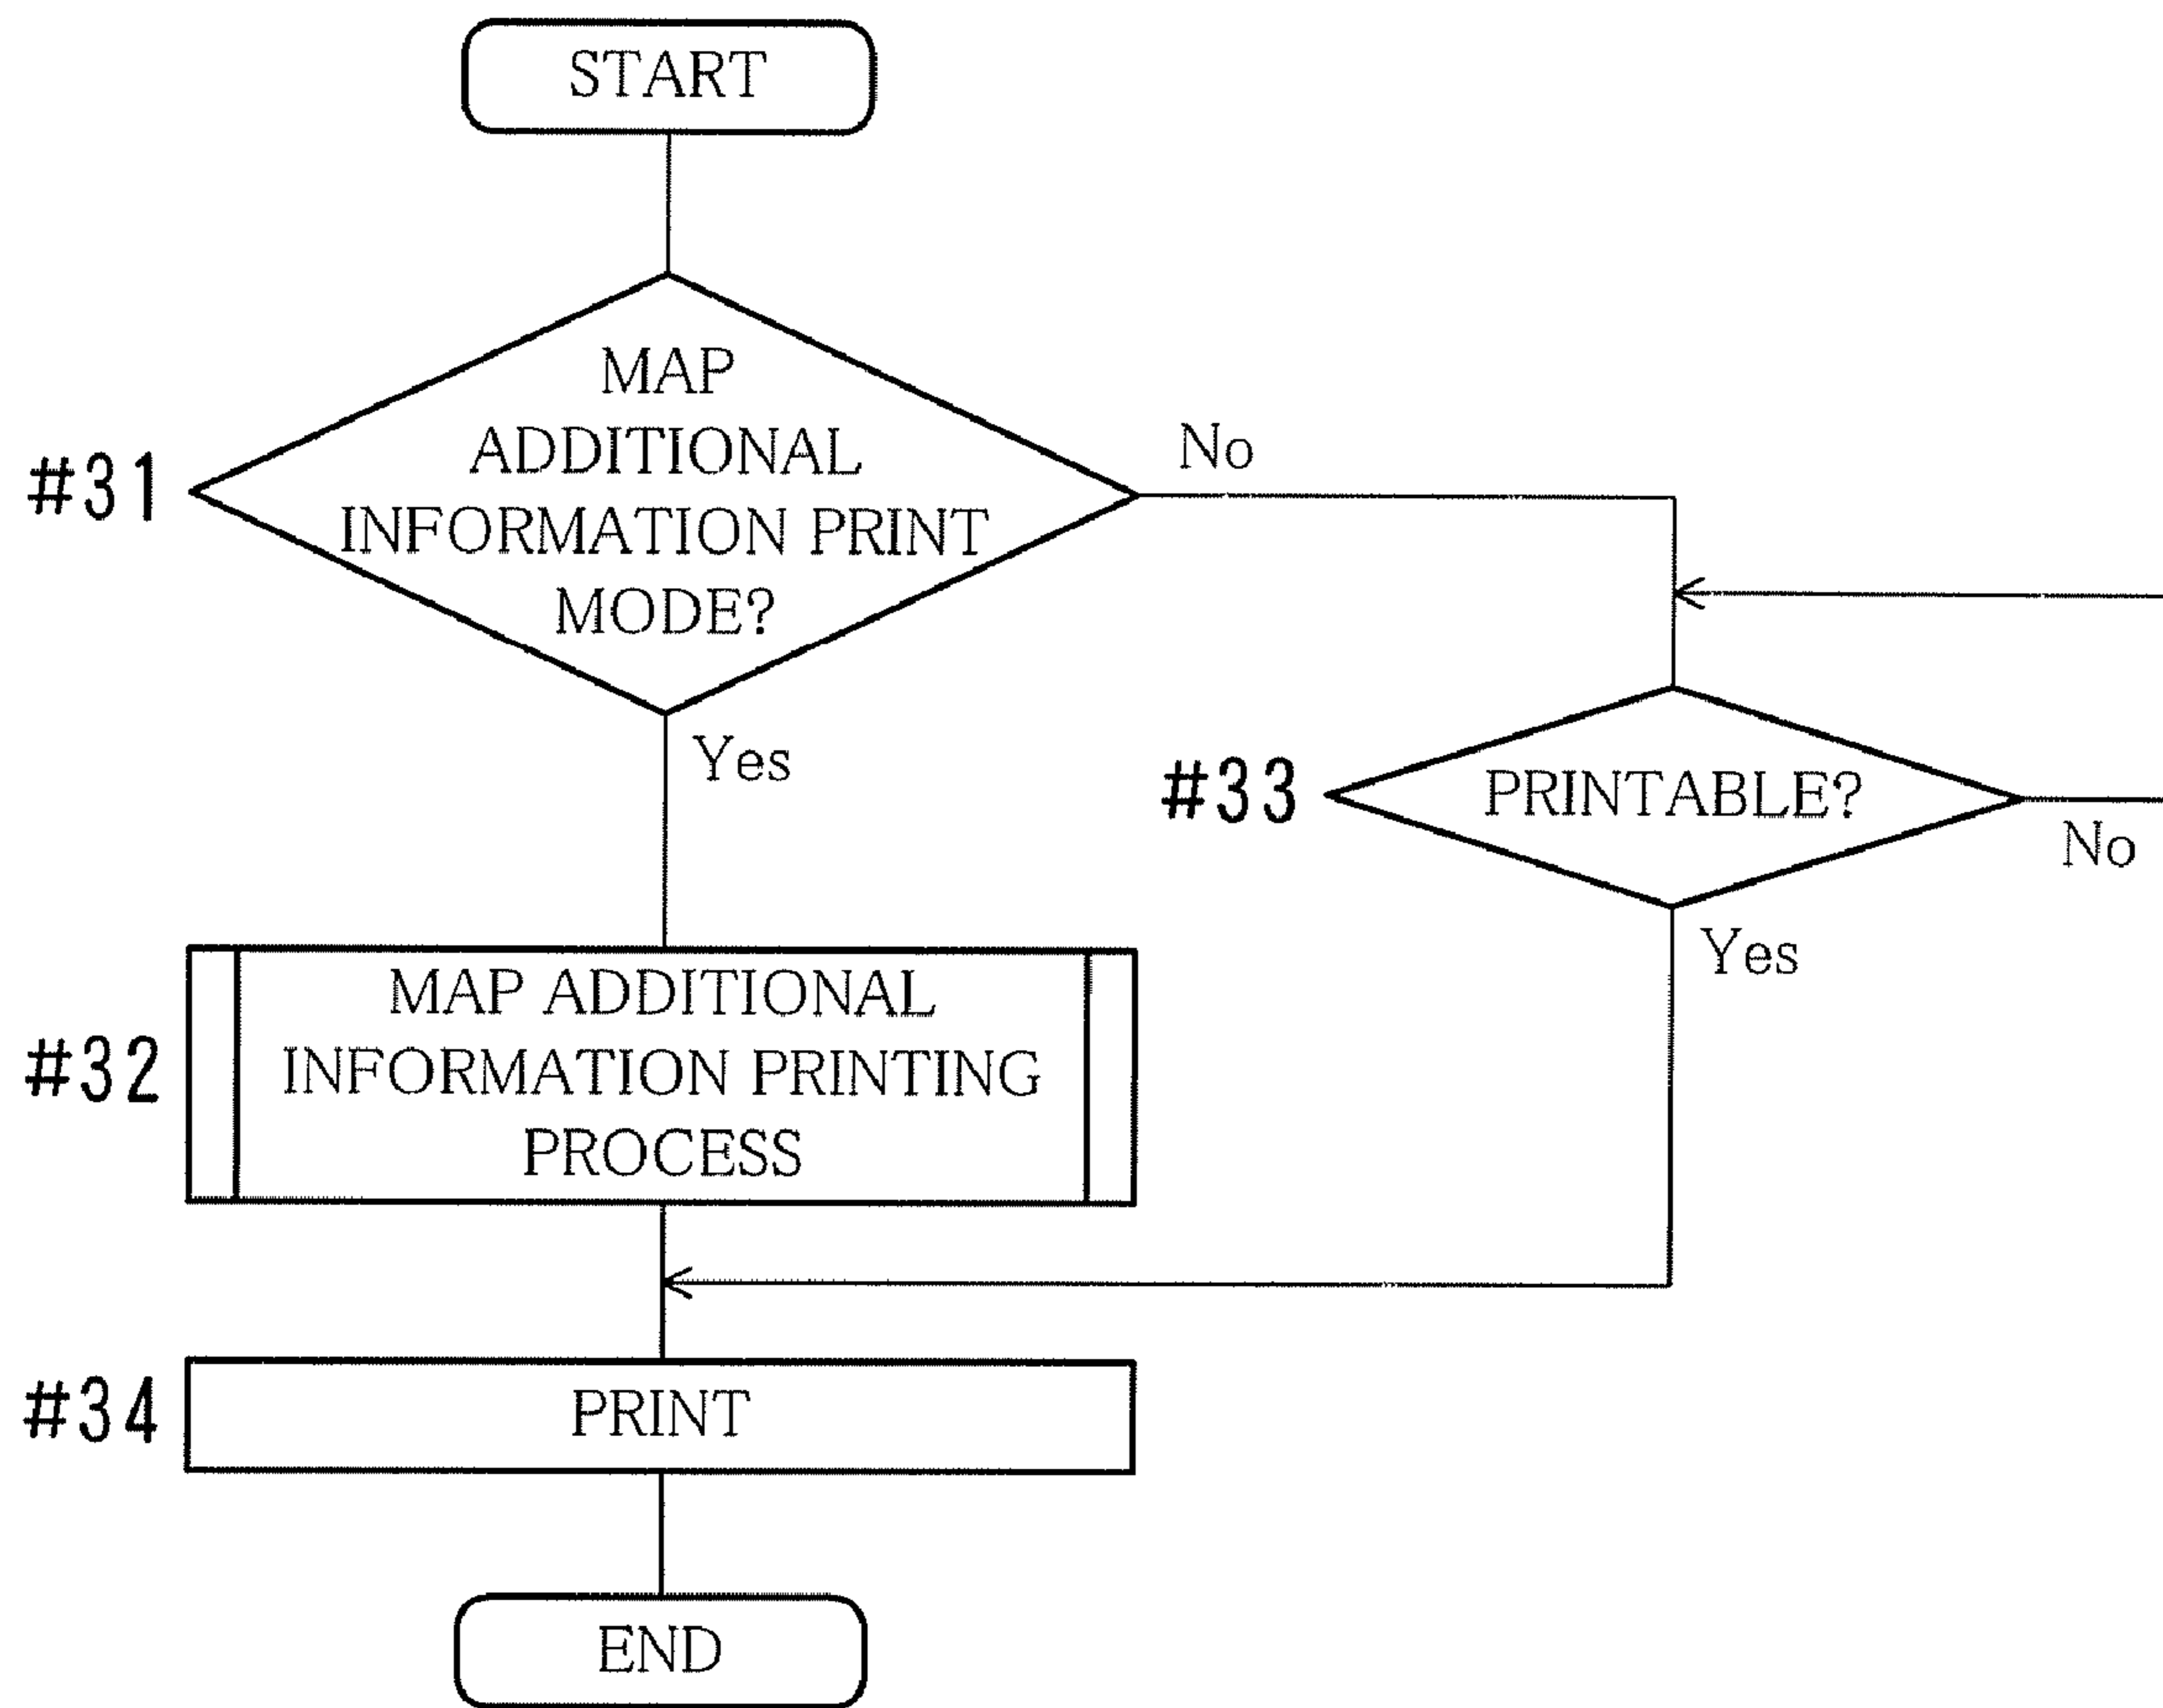 START
MAP
ADDITIONAL
INFORMATION PRINT
MODE?
#31
No
Yes
#33
PRINTABLE?
No
Yes
#32
MAP ADDITIONAL
INFORMATION PRINTING
PROCESS
#34
PRINT
END